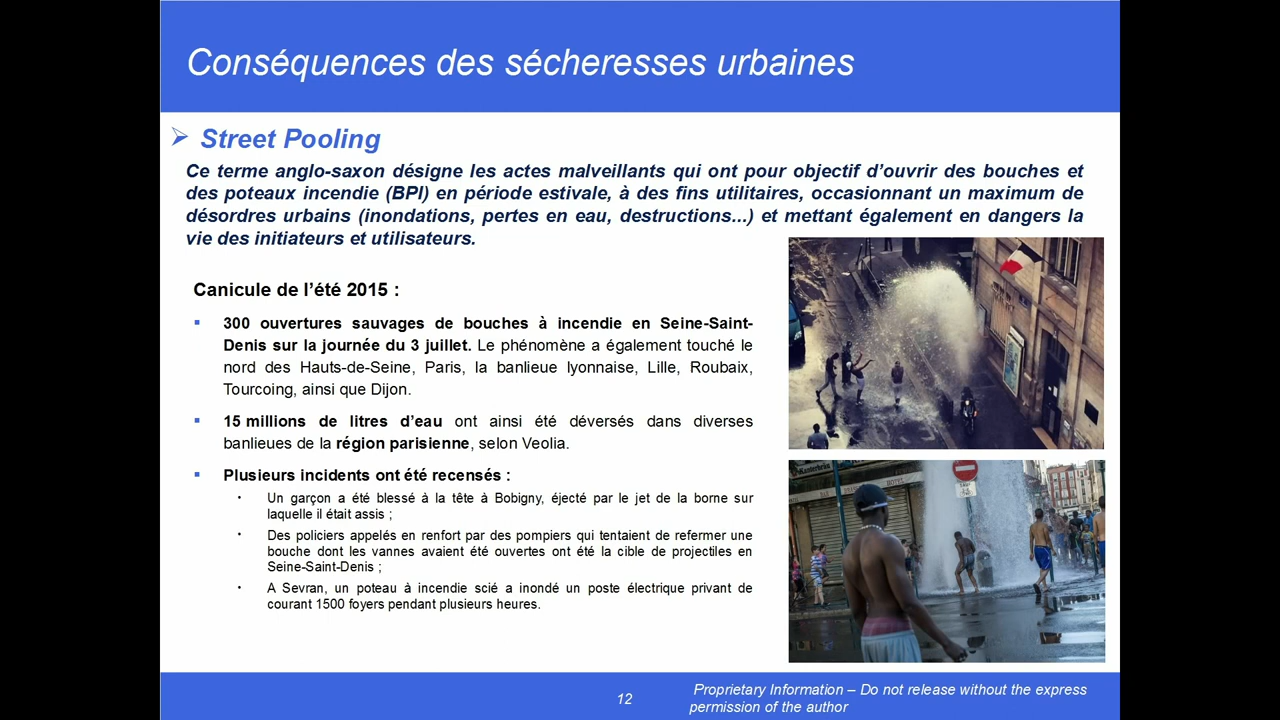 Conséquences des sécheresses urbaines
Street Pooling
Ce terme anglo-saxon désigne les actes malveillants qui ont pour objectif d’ouvrir des bouches et
des poteaux incendie (BPI) en période estivale, à des fins utilitaires, occasionnant un maximum de
désordres urbains (inondations, pertes en eau, destructions...) et mettant également en dangers la
vie des initiateurs et utilisateurs.
Canicule de l’été 2015 :
300 ouvertures sauvages de bouches à incendie en Seine-Saint-
Denis sur la journée du 3 juillet. Le phénomène a également touché le
nord des Hauts-de-Seine, Paris, la banlieue lyonnaise, Lille, Roubaix,
Tourcoing, ainsi que Dijon.
15 millions de litres d’eau ont ainsi été déversés dans diverses
banlieues de la région parisienne, selon Veolia.
Plusieurs incidents ont été recensés :
Un garçon a été blessé à la tête à Bobigny, éjecté par le jet de la borne sur
laquelle il était assis ;
Des policiers appelés en renfort par des pompiers qui tentaient de refermer une
bouche dont les vannes avaient été ouvertes ont été la cible de projectiles en
Seine-Saint-Denis ;
A Sevran, un poteau à incendie scié a inondé un poste électrique privant de
courant 1500 foyers pendant plusieurs heures.
12
Proprietary Information – Do not release without the express
permission of the author